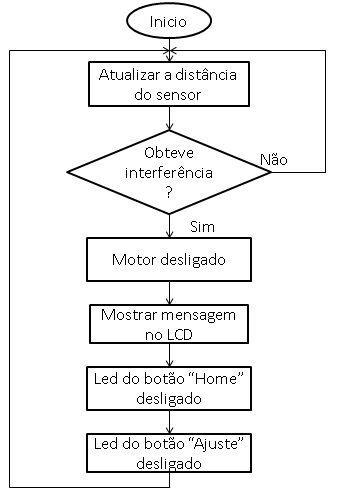 Inicio
Atualizar a distância
do sensor
Obteve
interferência
?
Não
Sim
Motor desligado
Mostrar mensagem
no LCD
Led do botão “Home”
desligado
Led do botão “Ajuste”
desligado